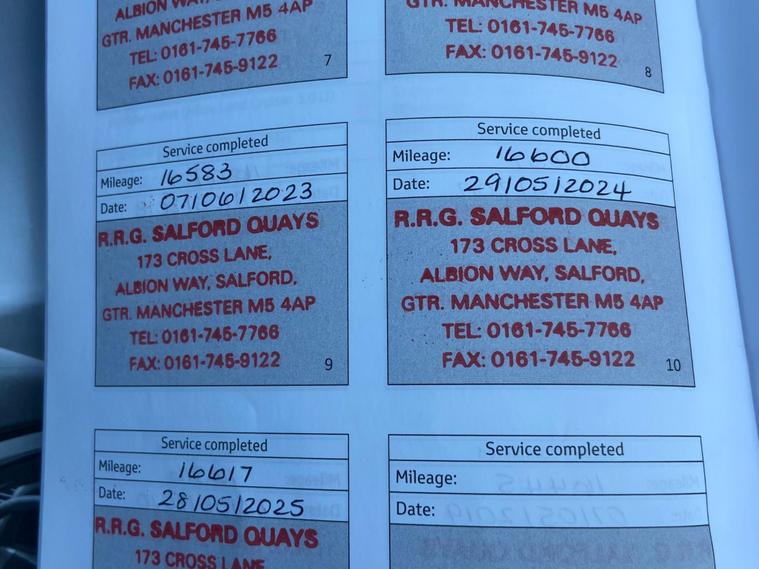 ALBION WAY,
GTR. MANCHESTER M5 4AP
TEL: 0161-745-7766
FAX: 0161-745-9122
7
GTR. MANCHESTER M5 4AP
TEL: 0161-745-7766
FAX: 0161-745-9122
8
Service completed
Mileage: 16583
Date: 07/06/2023
R.R.G. SALFORD QUAYS
173 CROSS LANE,
ALBION WAY, SALFORD,
GTR. MANCHESTER M5 4AP
TEL: 0161-745-7766
FAX: 0161-745-9122
9
Service completed
Mileage: 16600
Date: 29/05/2024
R.R.G. SALFORD QUAYS
173 CROSS LANE,
ALBION WAY, SALFORD,
GTR. MANCHESTER M5 4AP
TEL: 0161-745-7766
FAX: 0161-745-9122
10
Service completed
Mileage: 16617
Date: 28/05/2025
R.R.G. SALFORD QUAYS
173 CROSS LANE,
Service completed
Mileage:
Date: